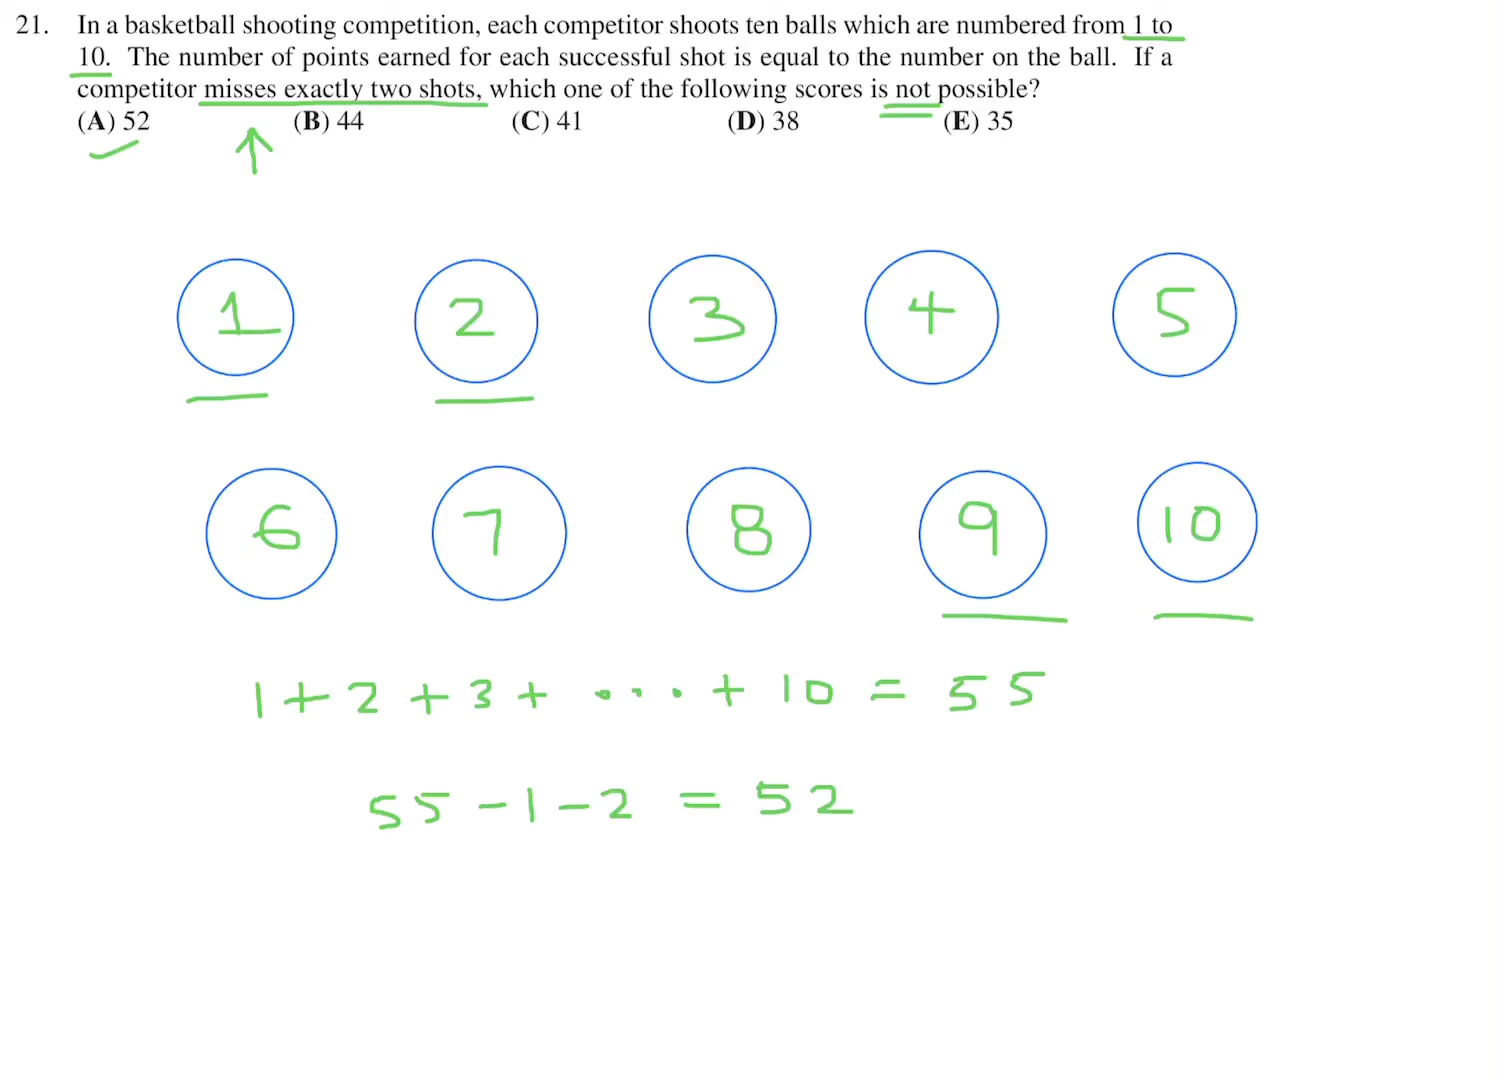 21. In a basketball shooting competition, each competitor shoots ten balls which are numbered from 1 to
10. The number of points earned for each successful shot is equal to the number on the ball. If a
competitor misses exactly two shots, which one of the following scores is not possible?
(A) 52 (B) 44 (C) 41 (D) 38 (E) 35
1 2 3 4 5
6 7 8 9 10
1 + 2 + 3 + ... + 10 = 55
55 - 1 - 2 = 52